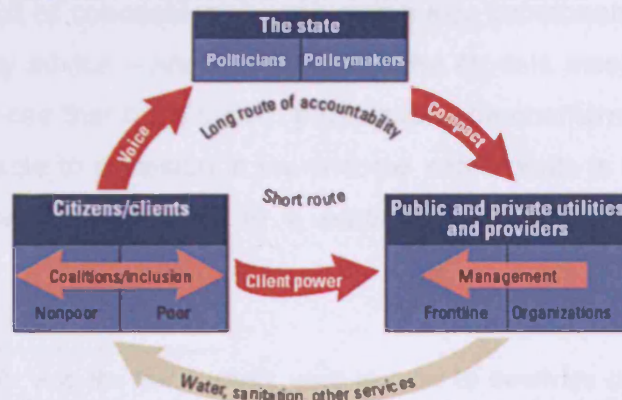 The state
Politicians
Policymakers
Long route of accountability
Voice
Compact
Short route
Citizens/clients
Public and private utilities
and providers
Coalitions/inclusion
Client power
Management
Nonpoor
Poor
Frontline
Organizations
Water, sanitation, other services